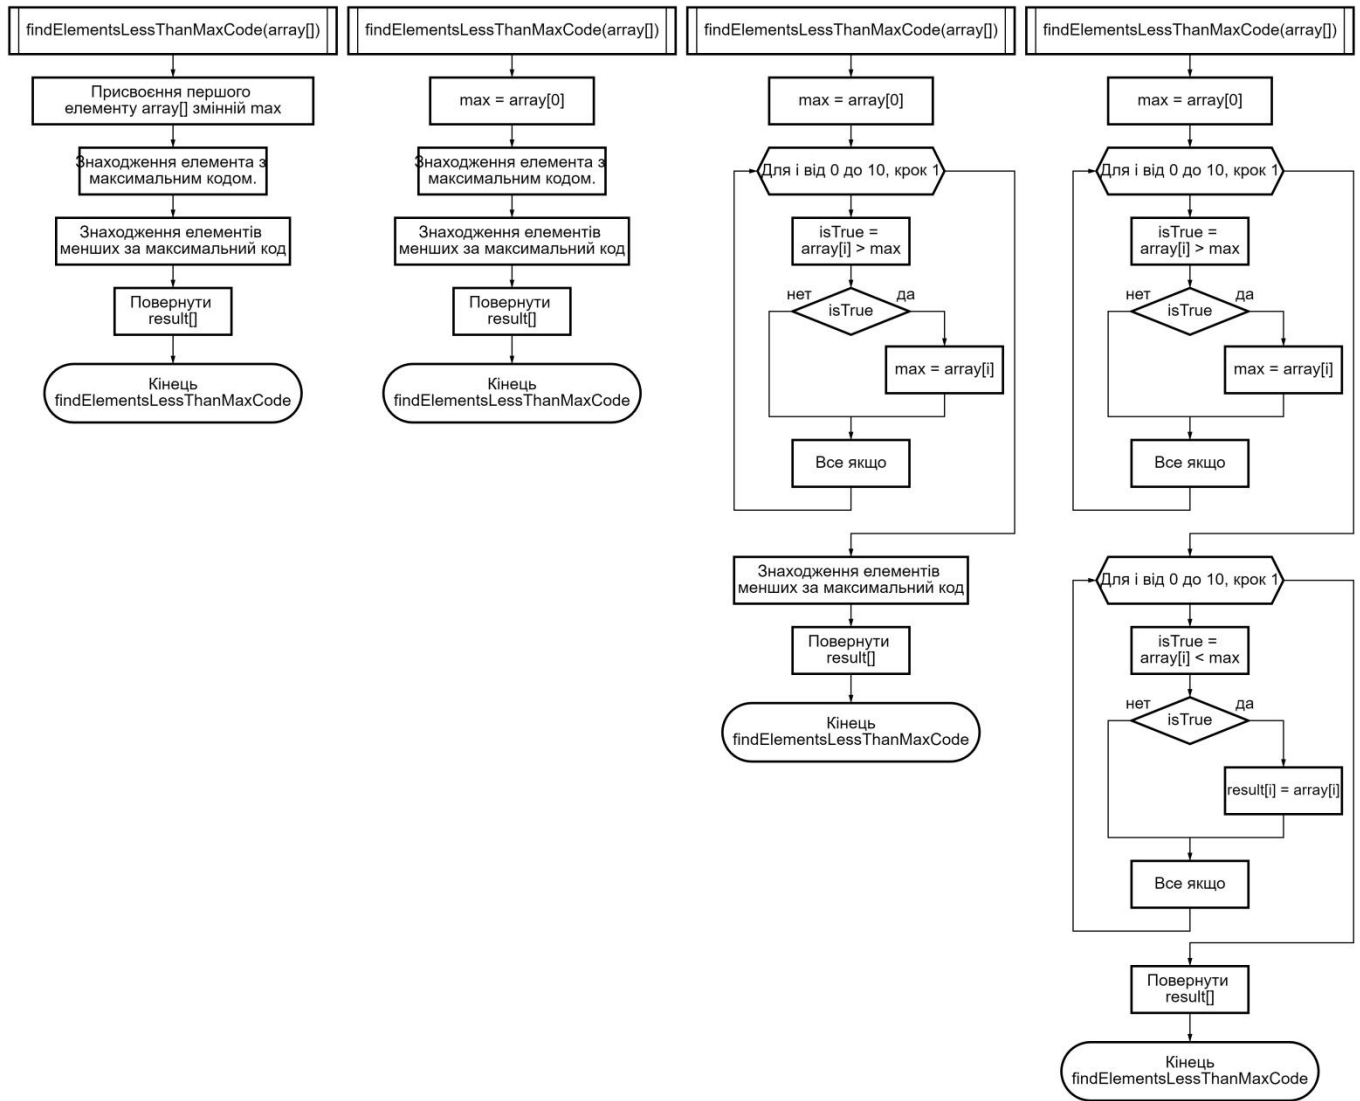 findElementsLessThanMaxCode(array[])
Присвоєння першого
елементу array[] змінній max
Знаходження елемента з
максимальним кодом.
Знаходження елементів
менших за максимальний код
Повернути
result[]
Кінець
findElementsLessThanMaxCode
findElementsLessThanMaxCode(array[])
max = array[0]
Знаходження елемента з
максимальним кодом.
Знаходження елементів
менших за максимальний код
Повернути
result[]
Кінець
findElementsLessThanMaxCode
findElementsLessThanMaxCode(array[])
max = array[0]
Для і від 0 до 10, крок 1
isTrue =
array[i] > max
нет
да
isTrue
max = array[i]
Все якщо
Знаходження елементів
менших за максимальний код
Повернути
result[]
Кінець
findElementsLessThanMaxCode
findElementsLessThanMaxCode(array[])
max = array[0]
Для і від 0 до 10, крок 1
isTrue =
array[i] > max
нет
да
isTrue
max = array[i]
Все якщо
Для і від 0 до 10, крок 1
isTrue =
array[i] < max
нет
да
isTrue
result[i] = array[i]
Все якщо
Повернути
result[]
Кінець
findElementsLessThanMaxCode